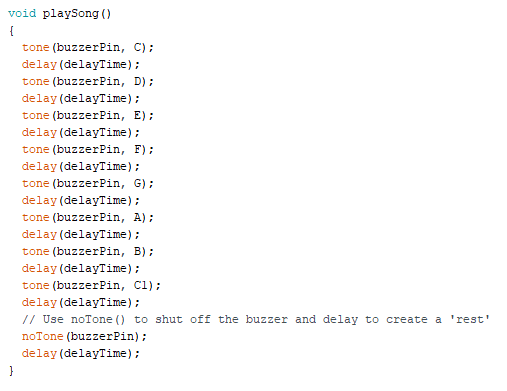 void playSong()
{
  tone(buzzerPin, C);
  delay(delayTime);
  tone(buzzerPin, D);
  delay(delayTime);
  tone(buzzerPin, E);
  delay(delayTime);
  tone(buzzerPin, F);
  delay(delayTime);
  tone(buzzerPin, G);
  delay(delayTime);
  tone(buzzerPin, A);
  delay(delayTime);
  tone(buzzerPin, B);
  delay(delayTime);
  tone(buzzerPin, C1);
  delay(delayTime);
  // Use noTone() to shut off the buzzer and delay to create a 'rest'
  noTone(buzzerPin);
  delay(delayTime);
}